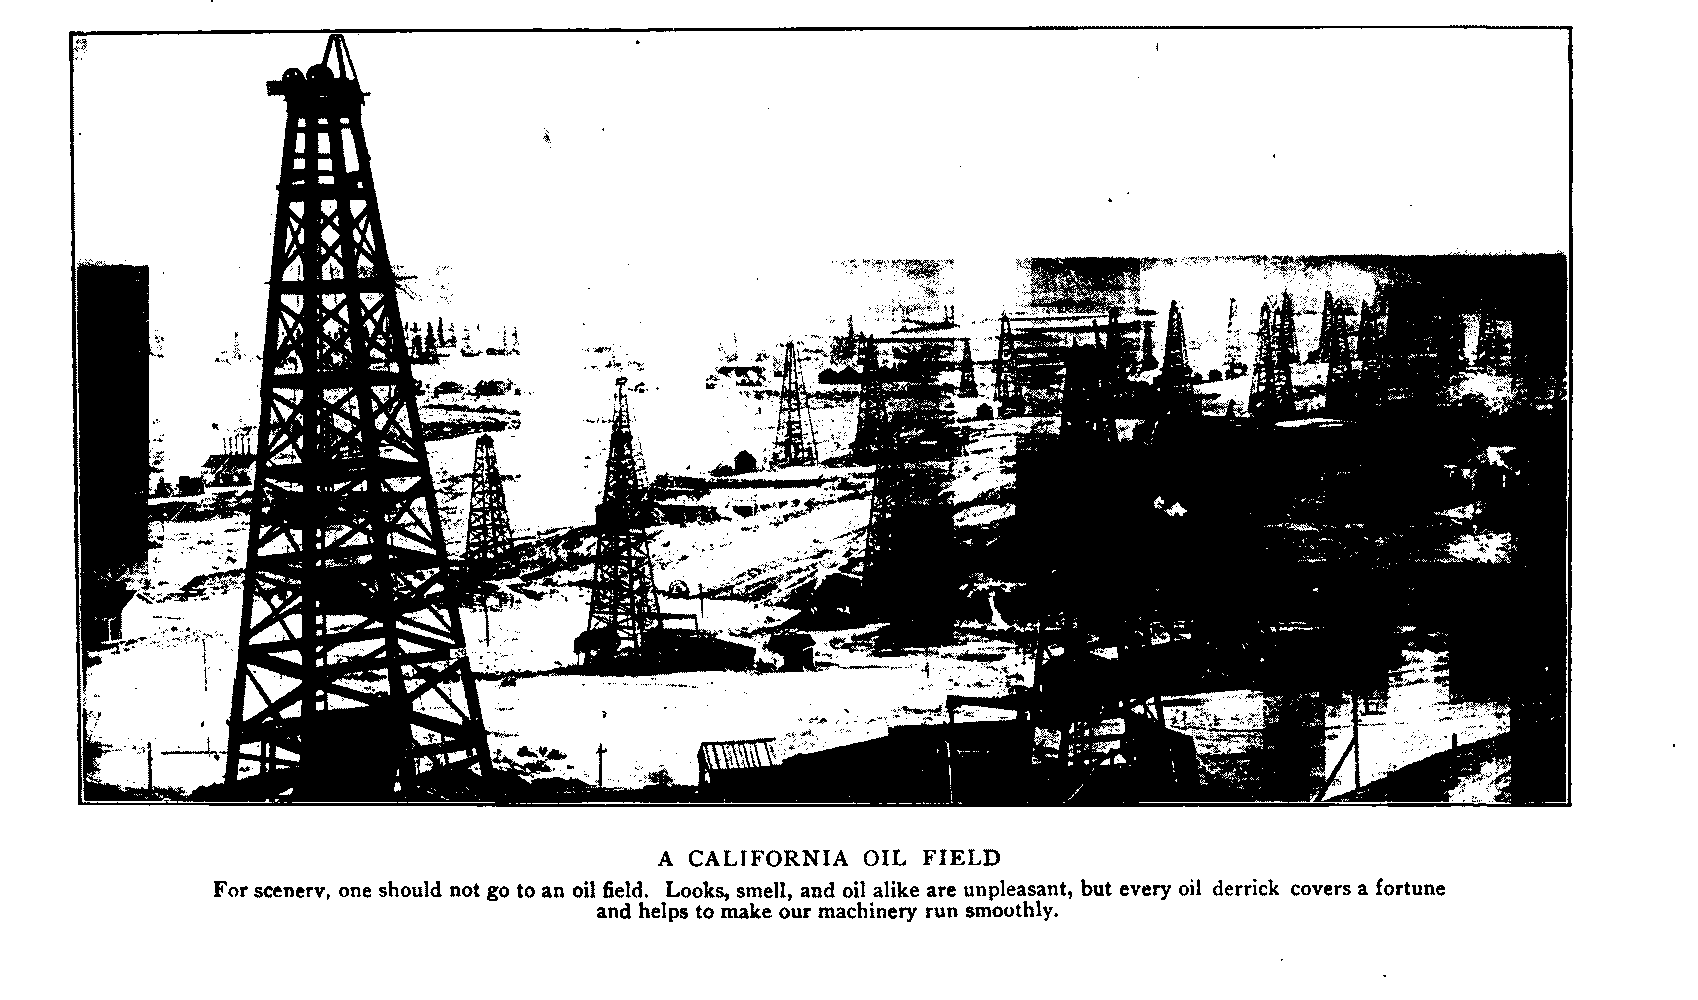 A CALIFORNIA OIL FIELD
For scenery, one should not go to an oil field. Looks, smell, and oil alike are unpleasant, but every oil derrick covers a fortune
and helps to make our machinery run smoothly.